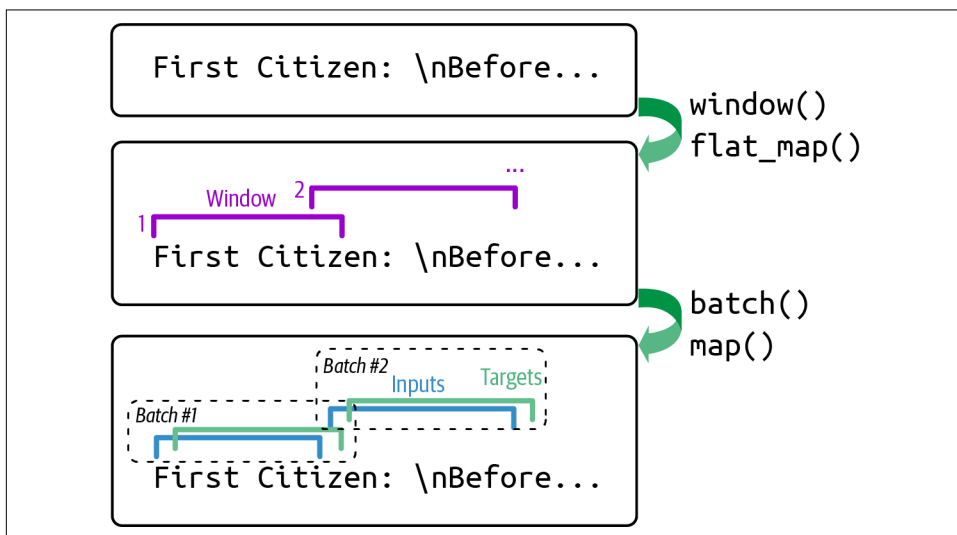 First Citizen: \nBefore...
window()
flat_map()
...
Window
2
1
First Citizen: \nBefore...
batch()
map()
Batch #2
Inputs
Targets
Batch #1
First Citizen: \nBefore...